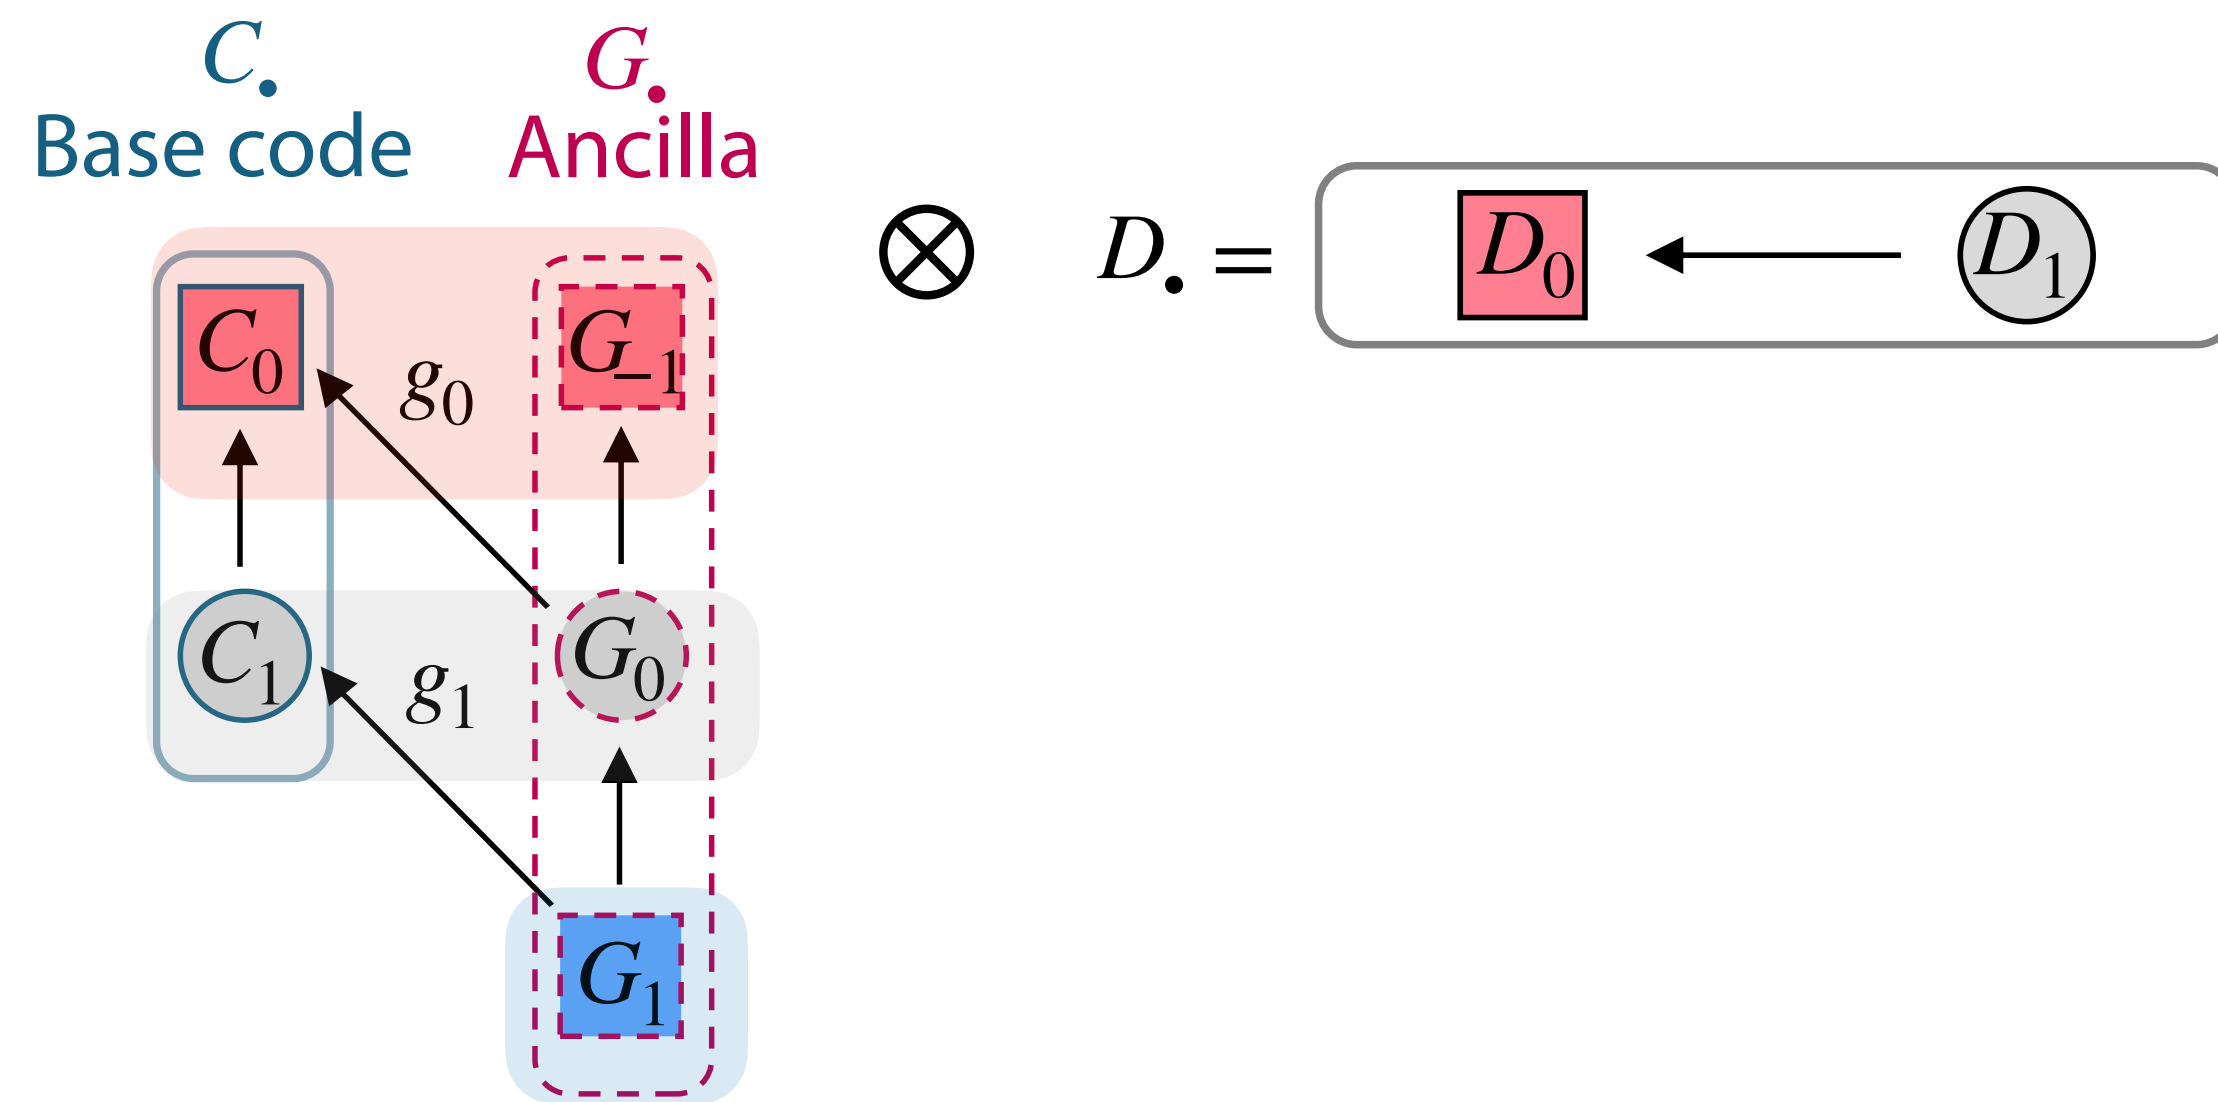 C• G•
Base code Ancilla
⊗ D• = D₀ D₁
C₀ g₀ G₋₁
C₁ g₁ G₀
G₁